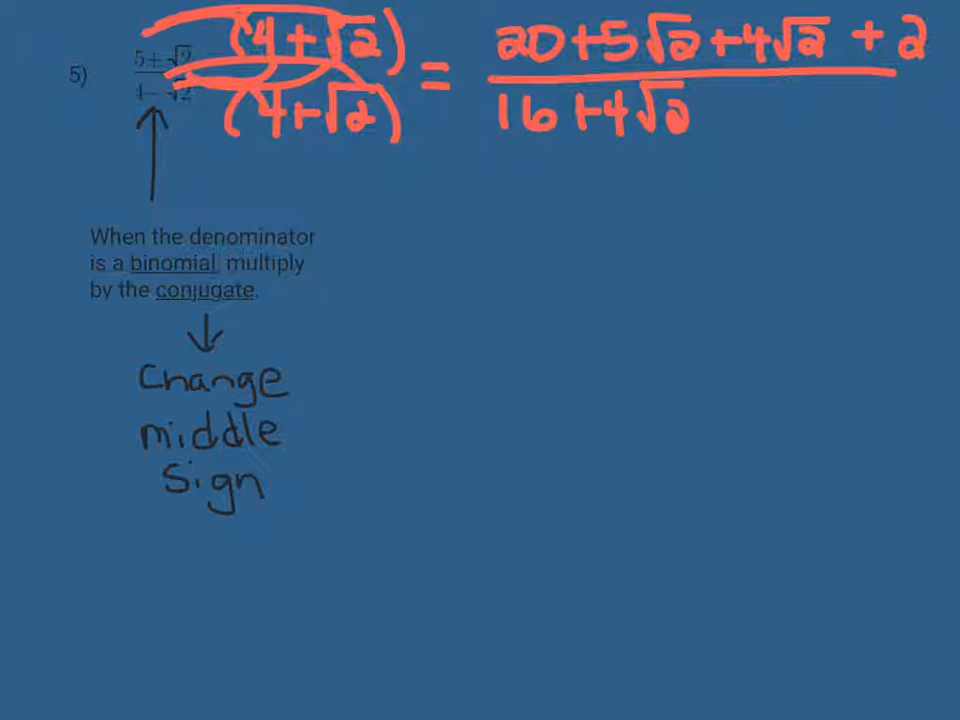 5) 5+√2 (4+√2) = 20+5√2+4√2+2
4-√2 (4+√2) 16+4√2
When the denominator
is a binomial, multiply
by the conjugate.
Change
middle
Sign